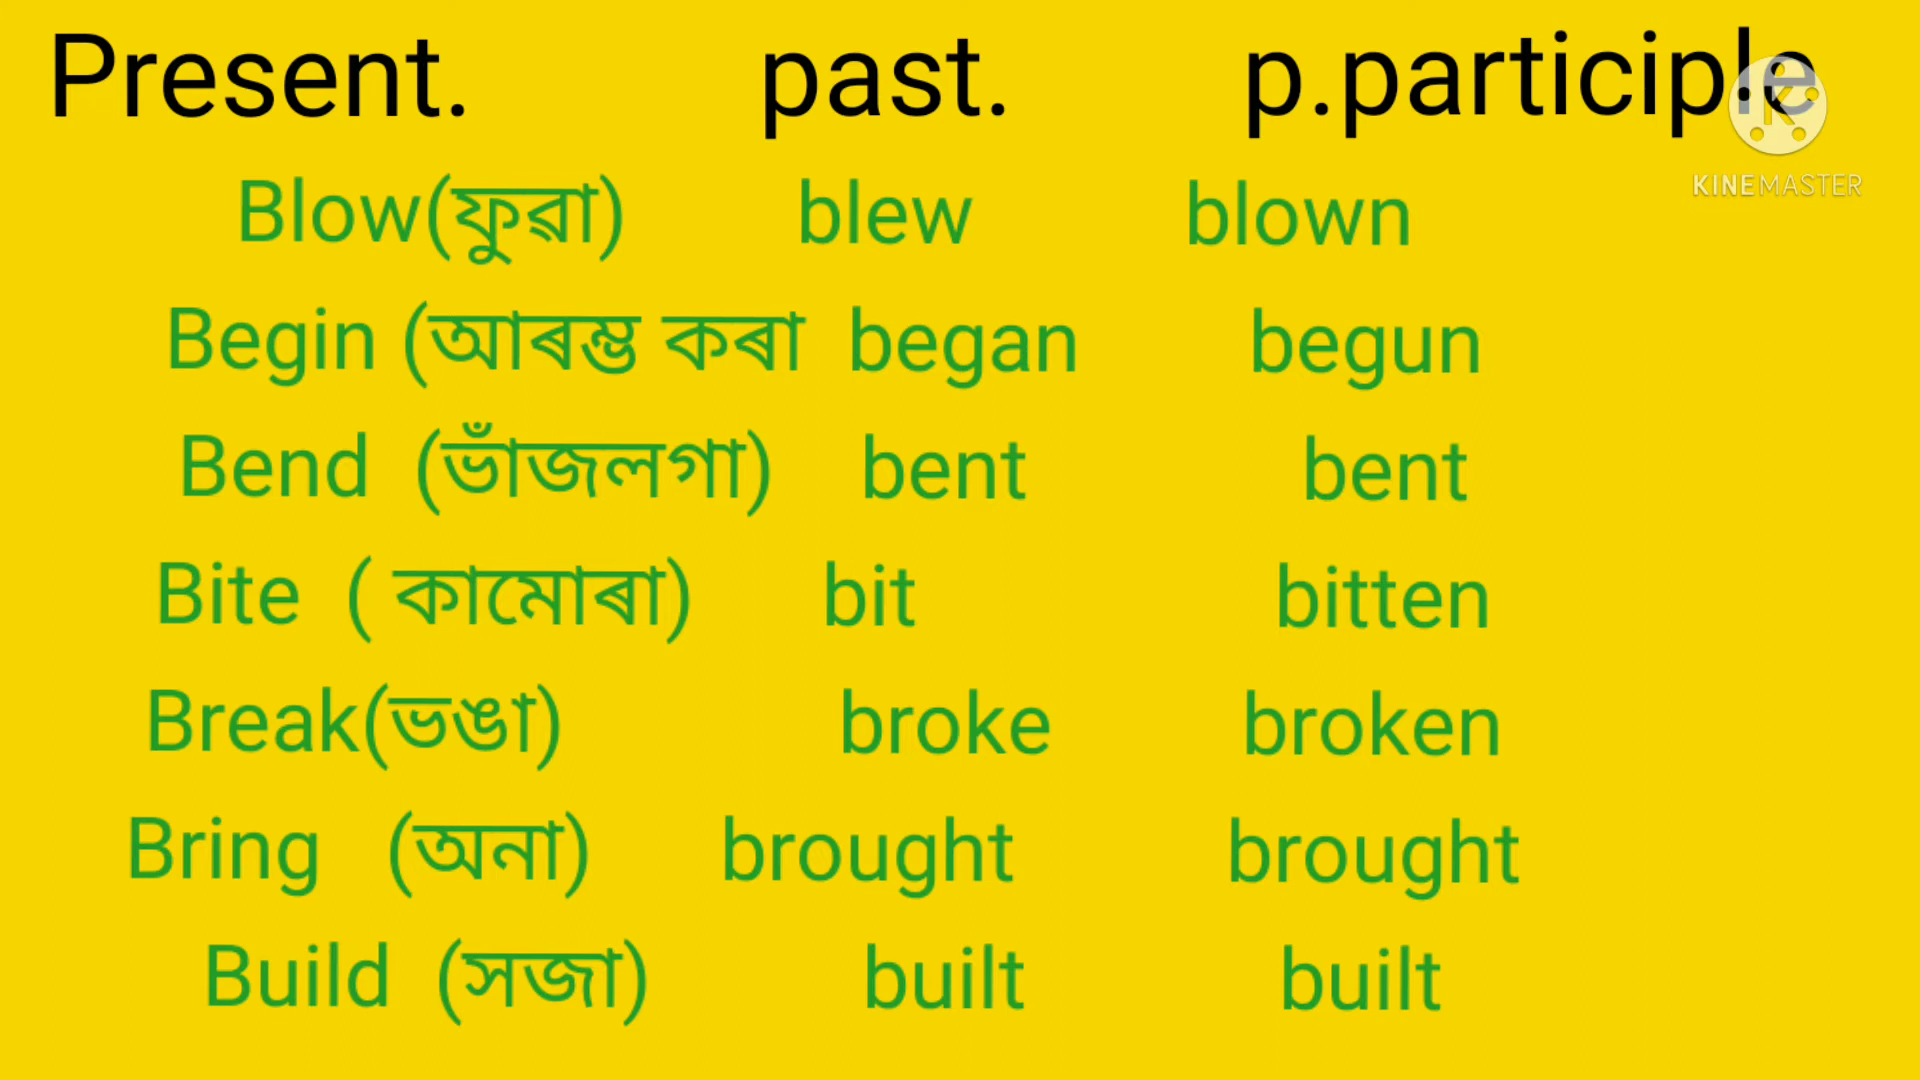 Present. past. p.participle
KINEMASTER
Blow(ফুৱা) blew blown
Begin (আৰম্ভ কৰা began begun
Bend (ভাঁজলগা) bent bent
Bite ( কামোৰা) bit bitten
Break(ভঙা) broke broken
Bring (অনা) brought brought
Build (সজা) built built